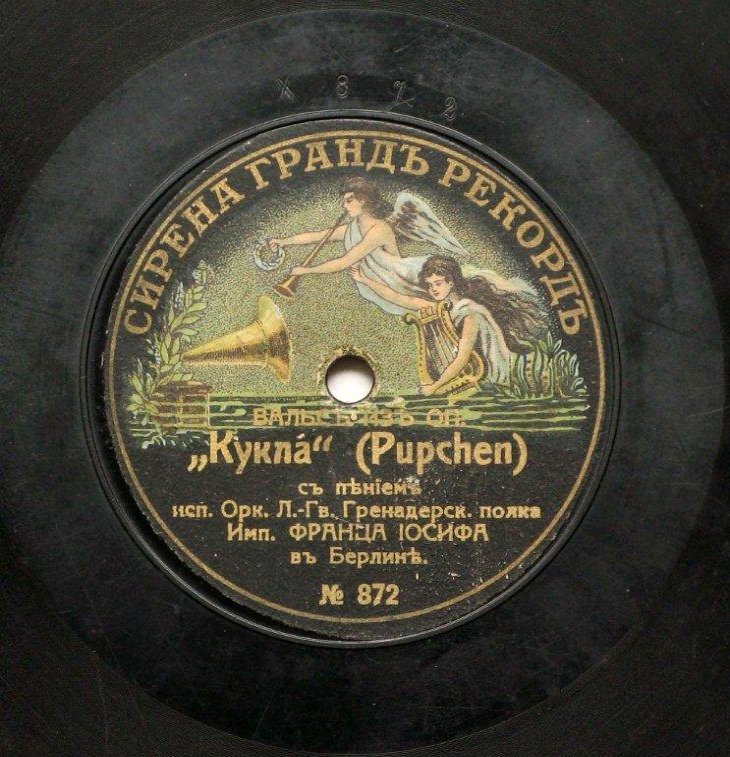 X 872
СИРЕНА ГРАНДЪ РЕКОРДЪ
ВАЛЬСЪ ИЗЪ ОП.
„Кукла́“ (Pupchen)
съ пѣніемъ
исп. Орк. Л.-Гв. Гренадерск. полка
Имп. ФРАНЦА ІОСИФА
въ Берлинѣ.
№ 872